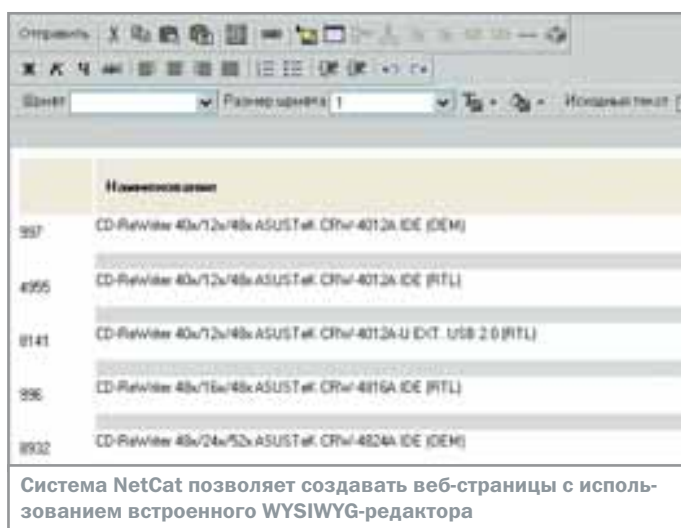 Отправить
Ж К Ч
Шрифт Размер шрифта 1 Исходный текст
Наименование
997 CD-ReWriter 40x/12x/48x ASUSTeK CRW-4012A IDE (OEM)
4995 CD-ReWriter 40x/12x/48x ASUSTeK CRW-4012A IDE (RTL)
8141 CD-ReWriter 40x/12x/48x ASUSTeK CRW-4012A-U EXT. USB 2.0 (RTL)
996 CD-ReWriter 48x/16x/48x ASUSTeK CRW-4816A IDE (RTL)
8932 CD-ReWriter 48x/24x/52x ASUSTeK CRW-4824A IDE (OEM)
Система NetCat позволяет создавать веб-страницы с исполь-
зованием встроенного WYSIWYG-редактора